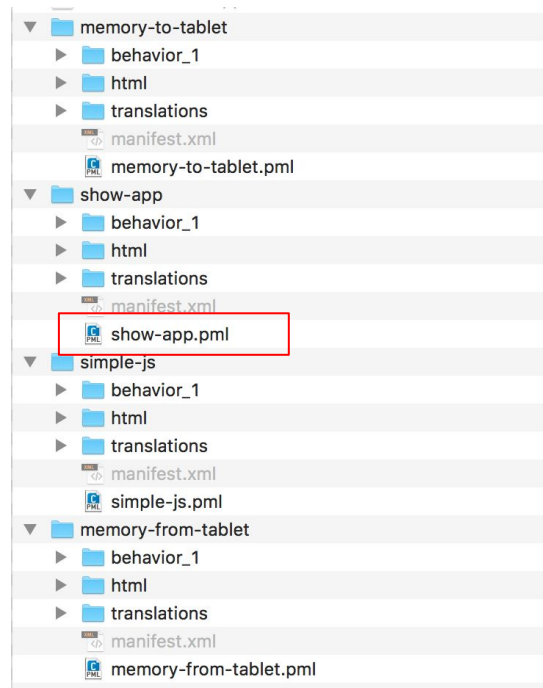 memory-to-tablet
behavior_1
html
translations
manifest.xml
memory-to-tablet.pml
show-app
behavior_1
html
translations
manifest.xml
show-app.pml
simple-js
behavior_1
html
translations
manifest.xml
simple-js.pml
memory-from-tablet
behavior_1
html
translations
manifest.xml
memory-from-tablet.pml